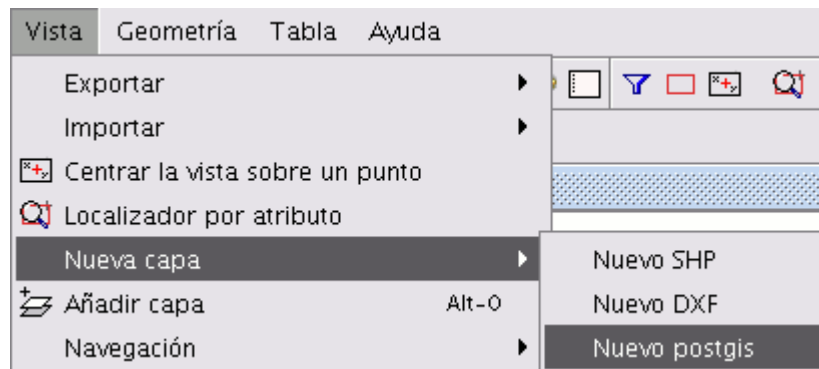 Vista Geometría Tabla Ayuda
Exportar
Importar
Centrar la vista sobre un punto
Localizador por atributo
Nueva capa
Nuevo SHP
Añadir capa Alt-O
Nuevo DXF
Navegación
Nuevo postgis